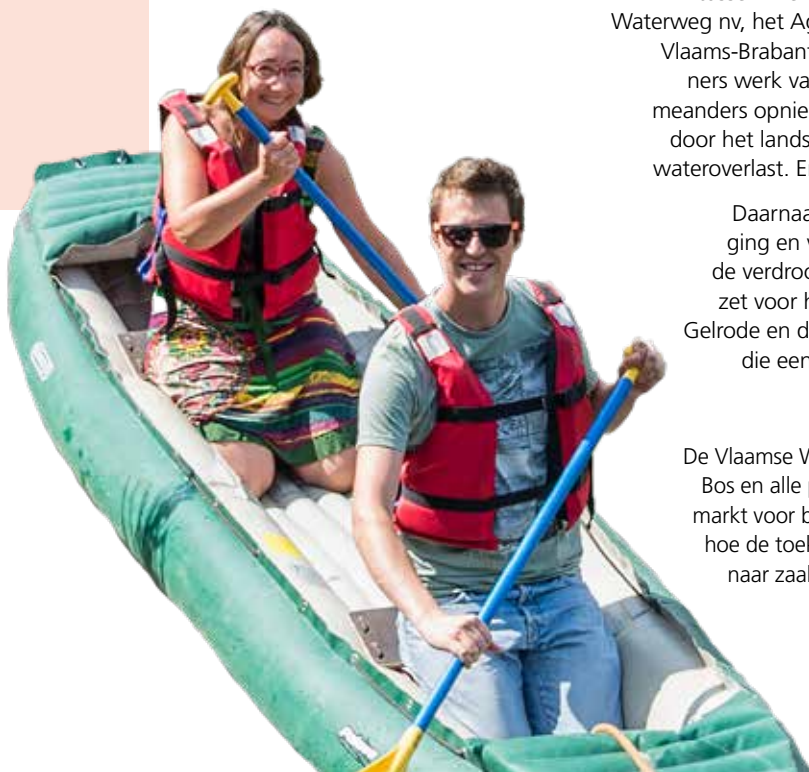 Waterweg nv, het Ag
Vlaams-Brabant
ners werk va
meanders opnie
door het lands
wateroverlast. E
Daarnaa
ging en v
de verdroo
zet voor h
Gelrode en d
die een
De Vlaamse W
Bos en alle p
markt voor b
hoe de toek
naar zaal